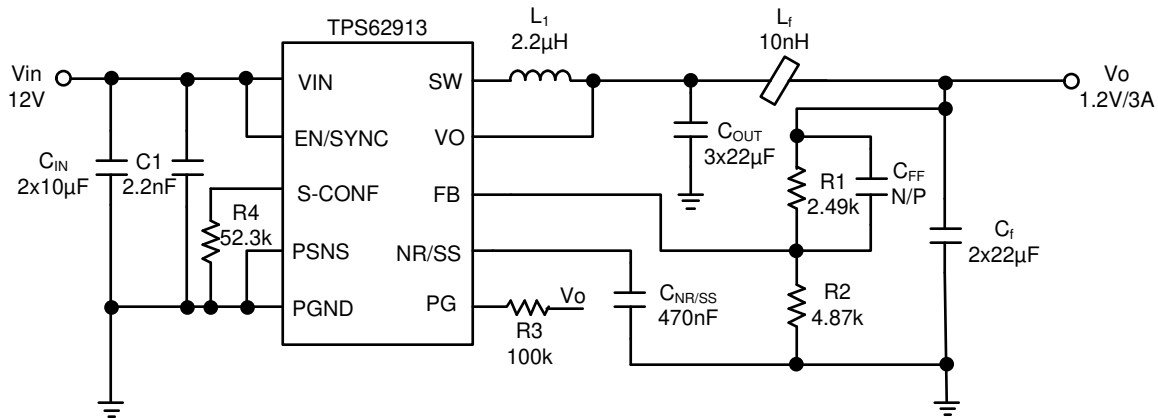 TPS62913
L1
2.2µH
Lf
10nH
Vin
12V
VIN
SW
Vo
1.2V/3A
EN/SYNC
VO
COUT
3x22µF
CIN
2x10µF
C1
2.2nF
S-CONF
FB
R1
2.49k
CFF
N/P
R4
52.3k
PSNS
NR/SS
Cf
2x22µF
PGND
PG
Vo
R3
100k
CNR/SS
470nF
R2
4.87k